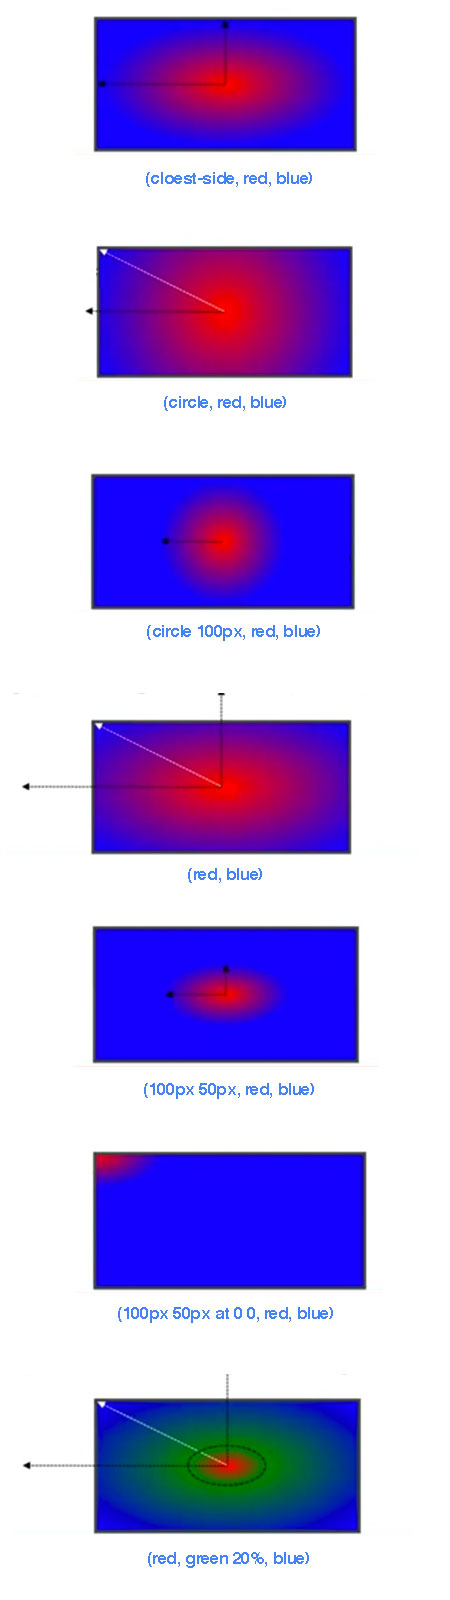 (cloest-side, red, blue)
(circle, red, blue)
(circle 100px, red, blue)
(red, blue)
(100px 50px, red, blue)
(100px 50px at 0 0, red, blue)
(red, green 20%, blue)